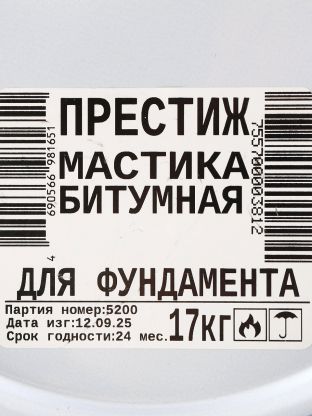 ПРЕСТИЖ
МАСТИКА
БИТУМНАЯ
4 690566 981651
7557000003812
ДЛЯ ФУНДАМЕНТА
Партия номер:5200
Дата изг:12.09.25
Срок годности:24 мес.
17кг